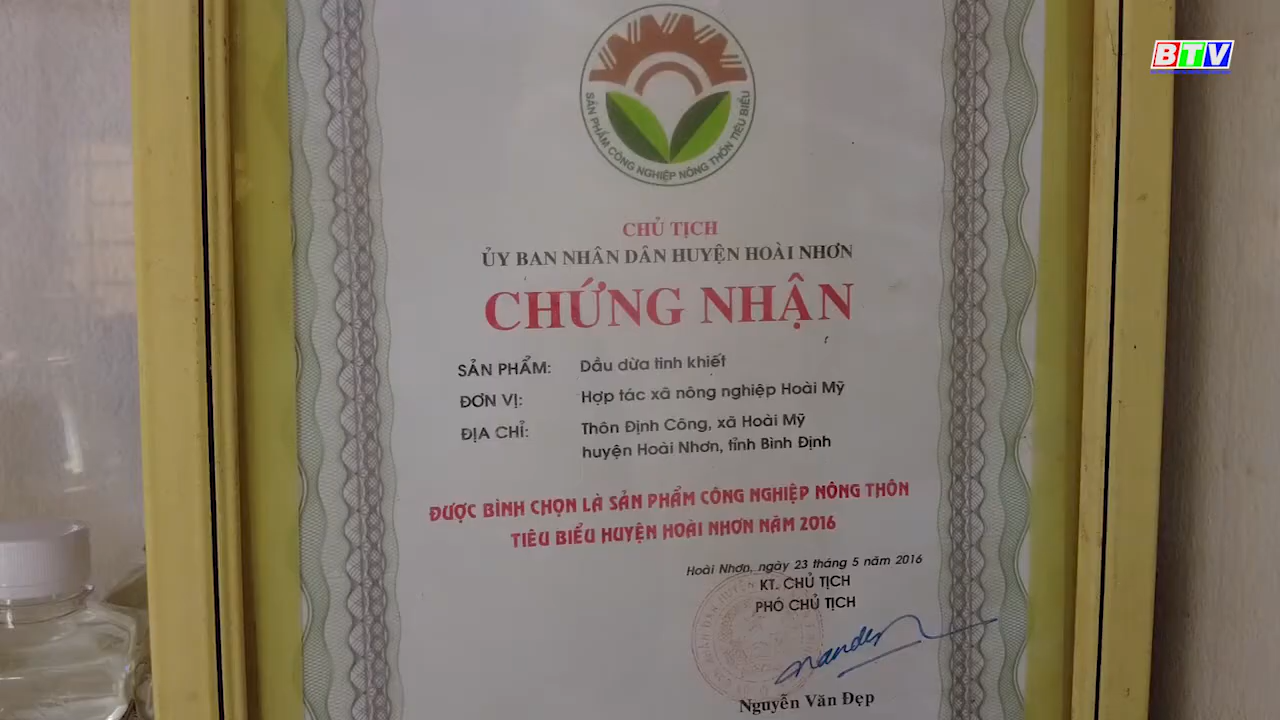 BTV
SẢN PHẨM CÔNG NGHIỆP NÔNG THÔN TIÊU BIỂU
CHỦ TỊCH
ỦY BAN NHÂN DÂN HUYỆN HOÀI NHƠN
CHỨNG NHẬN
SẢN PHẨM: Dầu dừa tinh khiết
ĐƠN VỊ: Hợp tác xã nông nghiệp Hoài Mỹ
ĐỊA CHỈ: Thôn Định Công, xã Hoài Mỹ
huyện Hoài Nhơn, tỉnh Bình Định
ĐƯỢC BÌNH CHỌN LÀ SẢN PHẨM CÔNG NGHIỆP NÔNG THÔN
TIÊU BIỂU HUYỆN HOÀI NHƠN NĂM 2016
Hoài Nhơn, ngày 23 tháng 5 năm 2016
KT. CHỦ TỊCH
PHÓ CHỦ TỊCH
Nguyễn Văn Đẹp